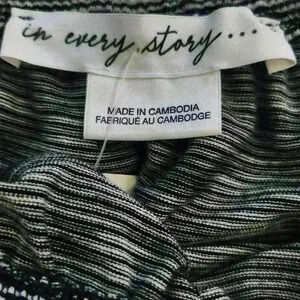 in every story...
MADE IN CAMBODIA
FABRIQUÉ AU CAMBODGE